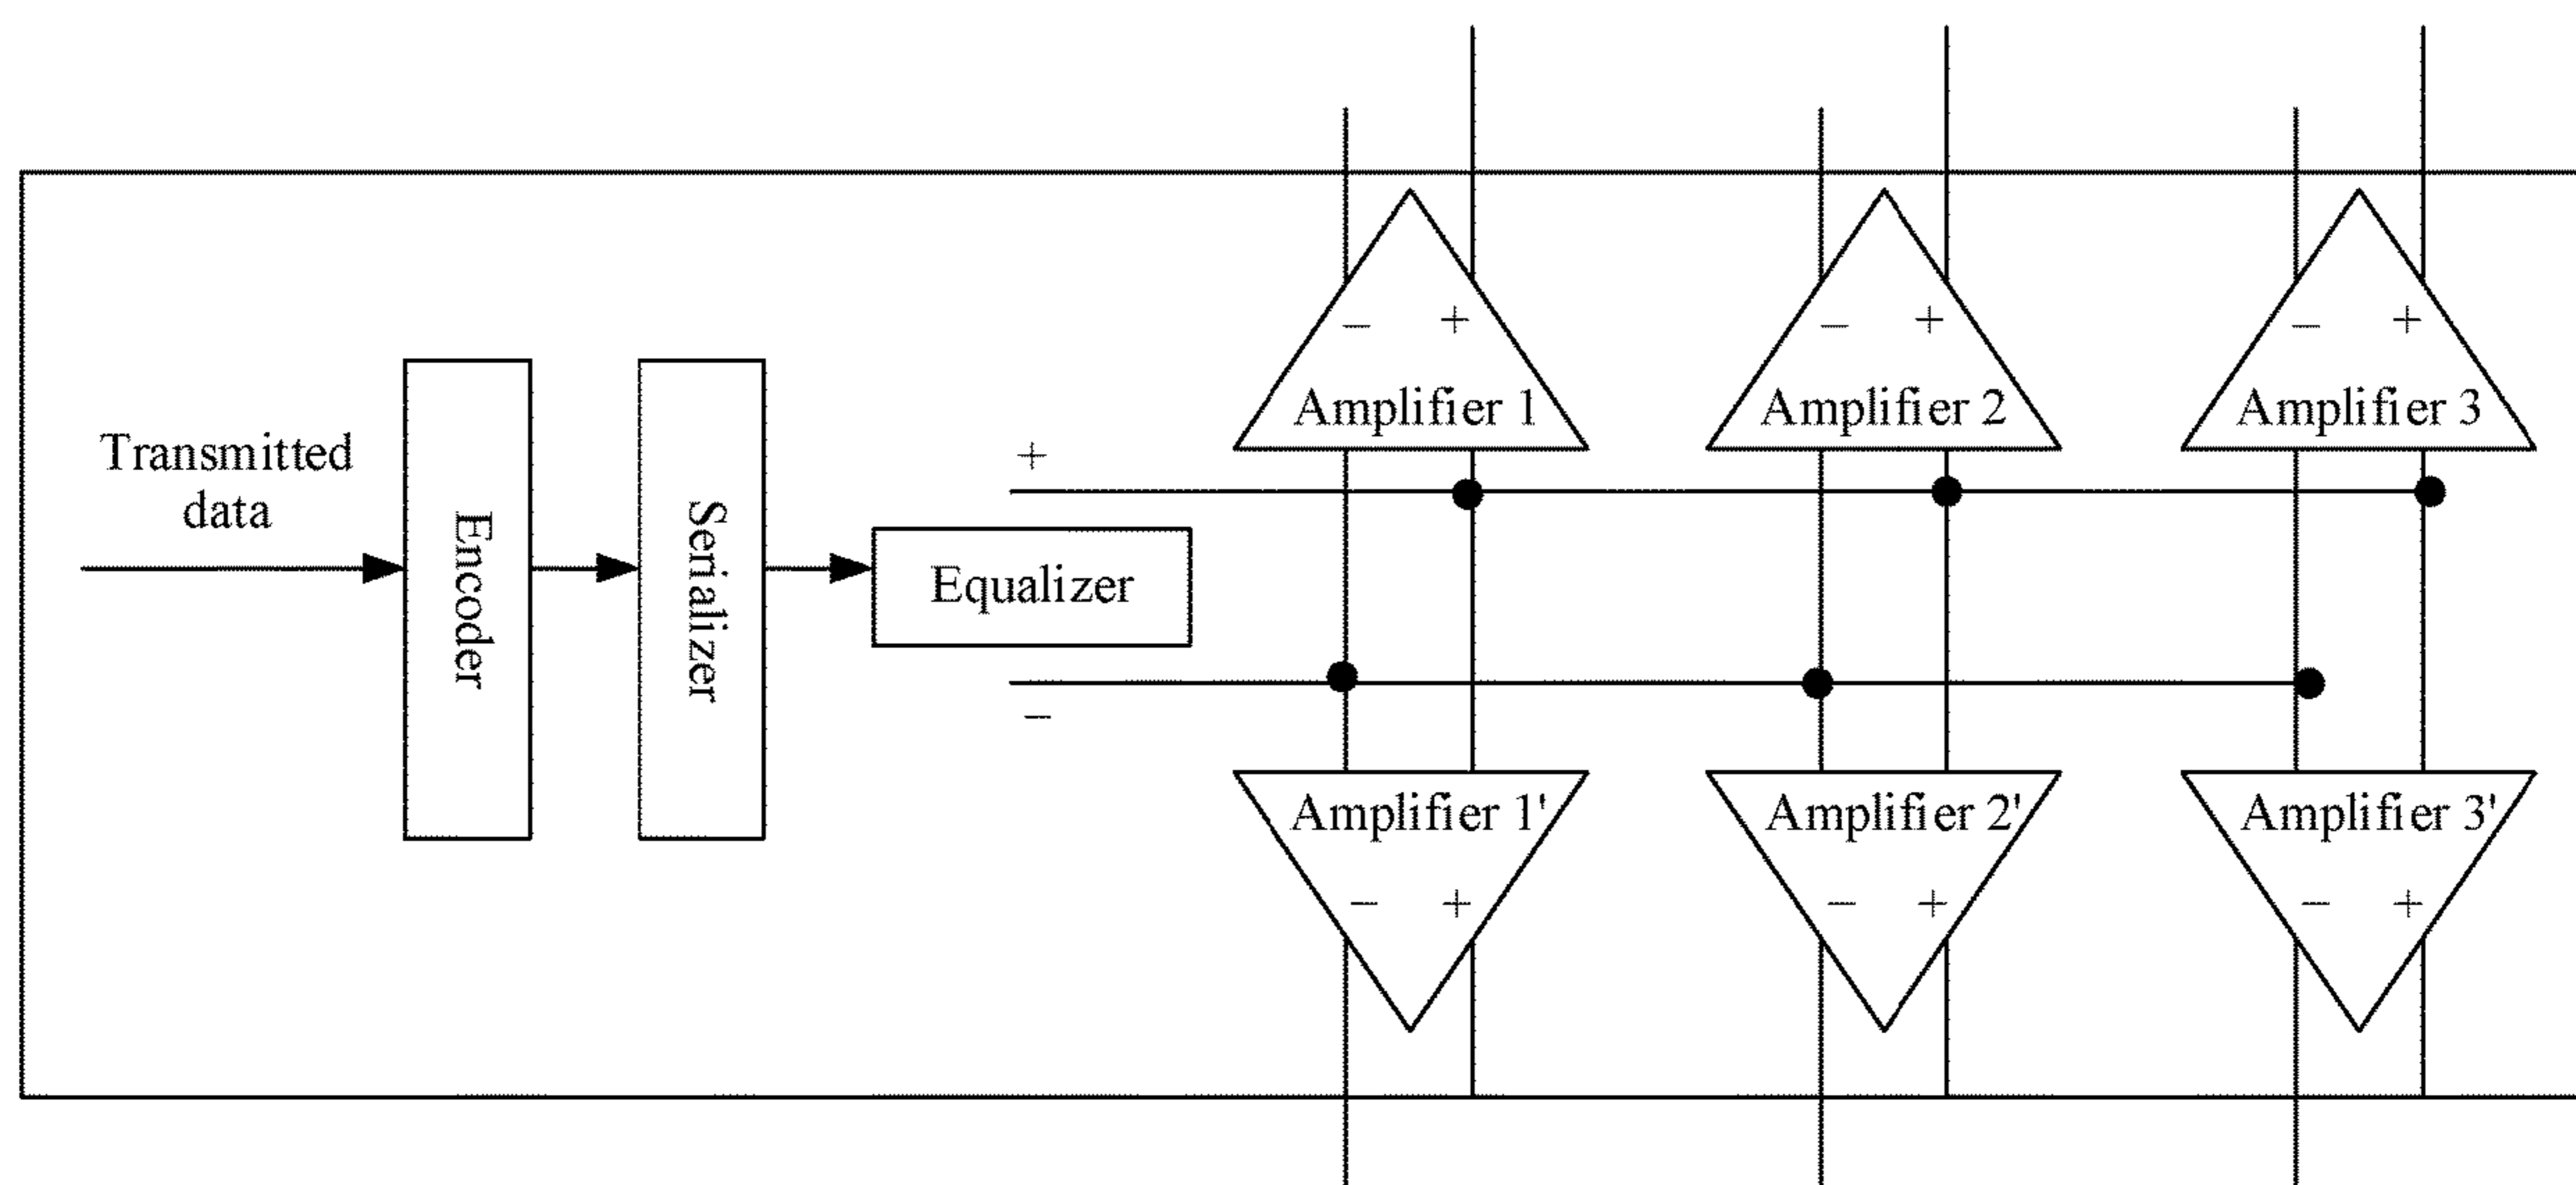 − + − + − +
Amplifier 1 Amplifier 2 Amplifier 3
Transmitted
data
+
Encoder
Serializer
Equalizer
−
Amplifier 1' Amplifier 2' Amplifier 3'
− + − + − +